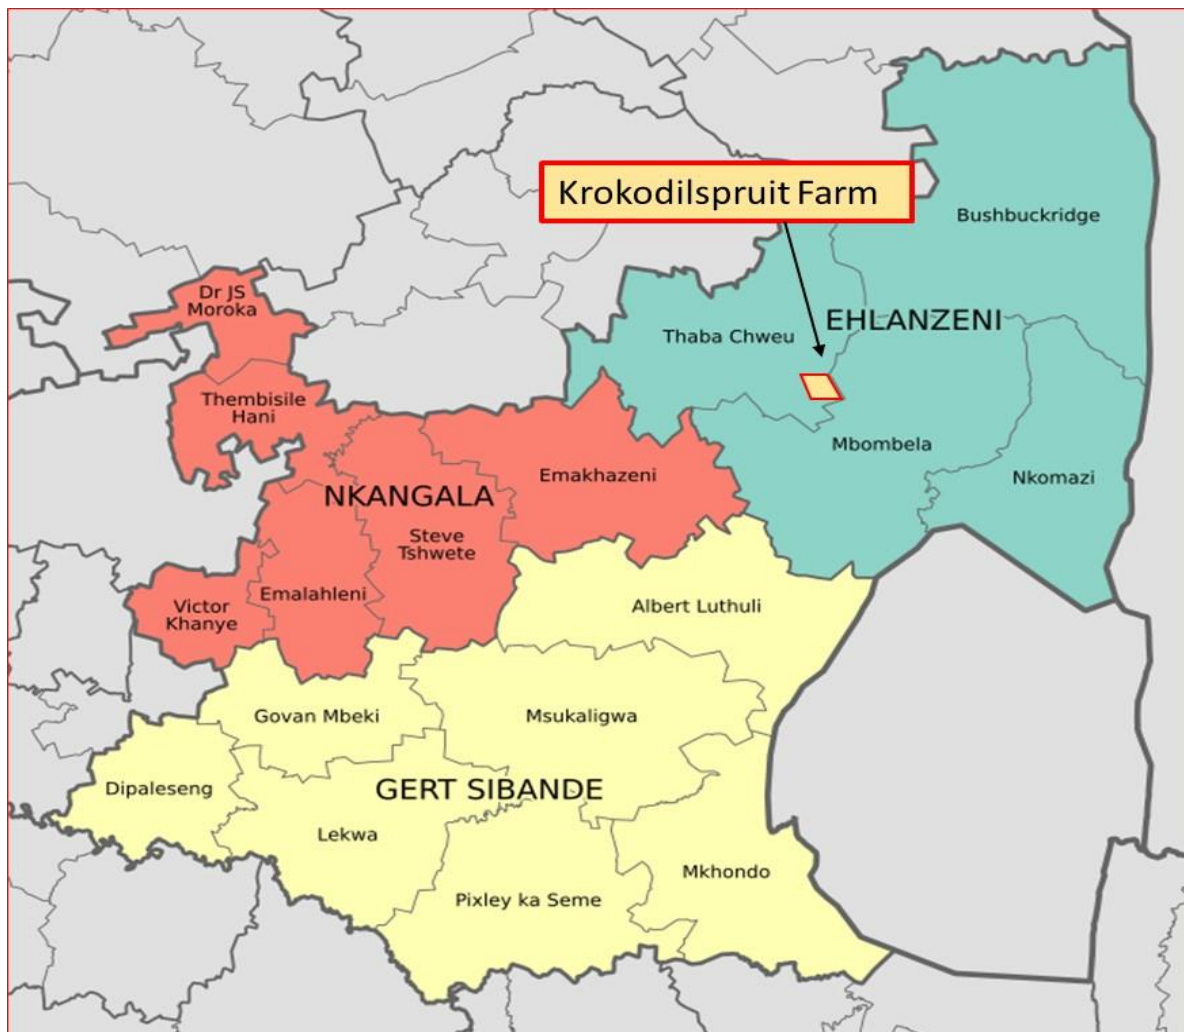 Krokodilspruit Farm
Bushbuckridge
Dr JS
Moroka
EHLANZENI
Thaba Chweu
Thembisile
Hani
Mbombela
Emakhazeni
Nkomazi
NKANGALA
Steve
Tshwete
Emalahleni
Victor
Khanye
Albert Luthuli
Govan Mbeki
Msukaligwa
Dipaleseng
GERT SIBANDE
Lekwa
Mkhondo
Pixley ka Seme